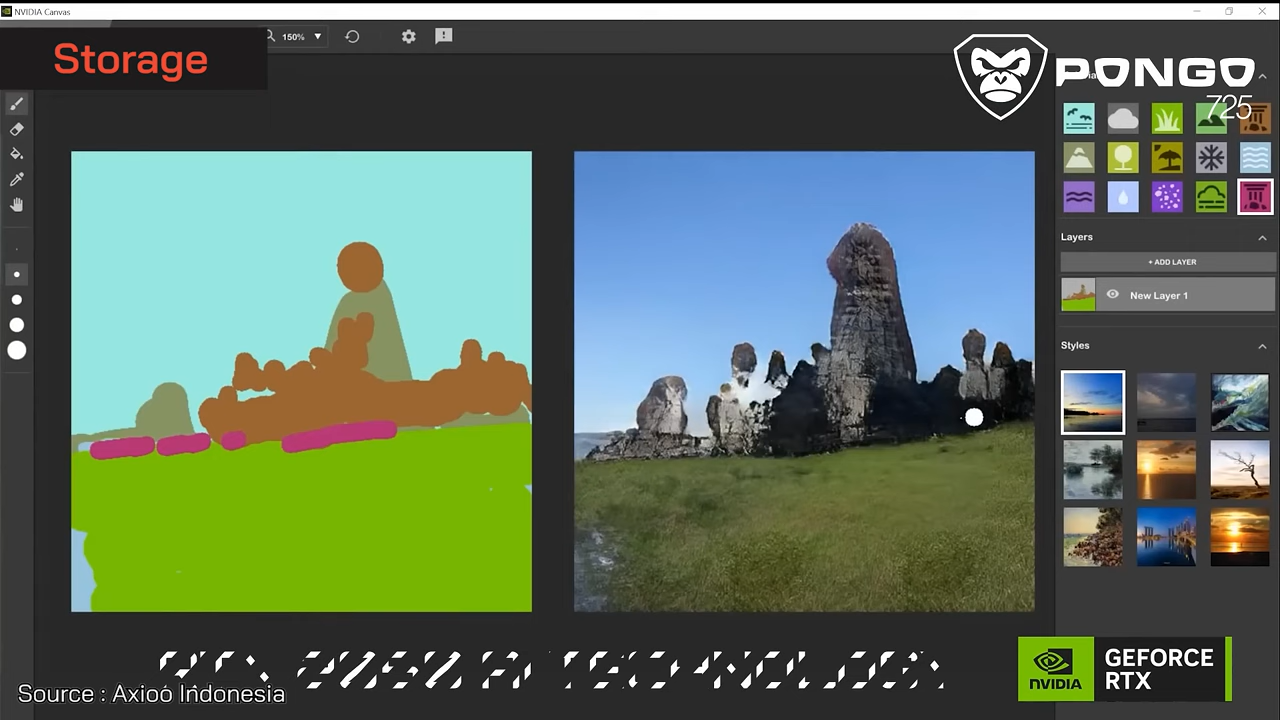 NVIDIA Canvas
Storage
150%
PONGO
725
Layers
+ ADD LAYER
New Layer 1
Styles
Source : Axioo Indonesia
NVIDIA
GEFORCE
RTX